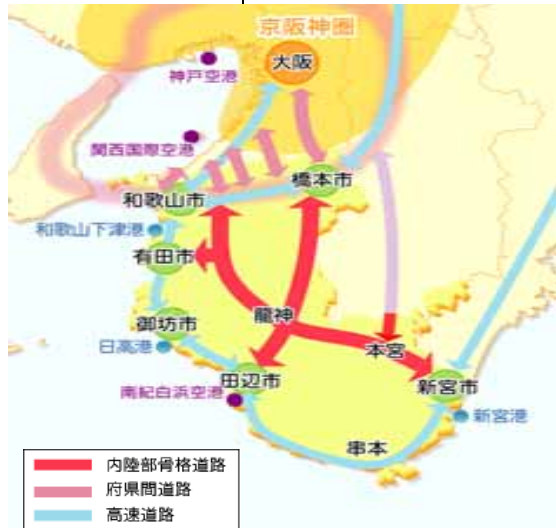 京阪神圏
大阪
神戸空港
関西国際空港
橋本市
和歌山市
和歌山下津港
有田市
龍神
御坊市
日高港
本宮
田辺市
新宮市
南紀白浜空港
新宮港
串本
内陸部骨格道路
府県間道路
高速道路